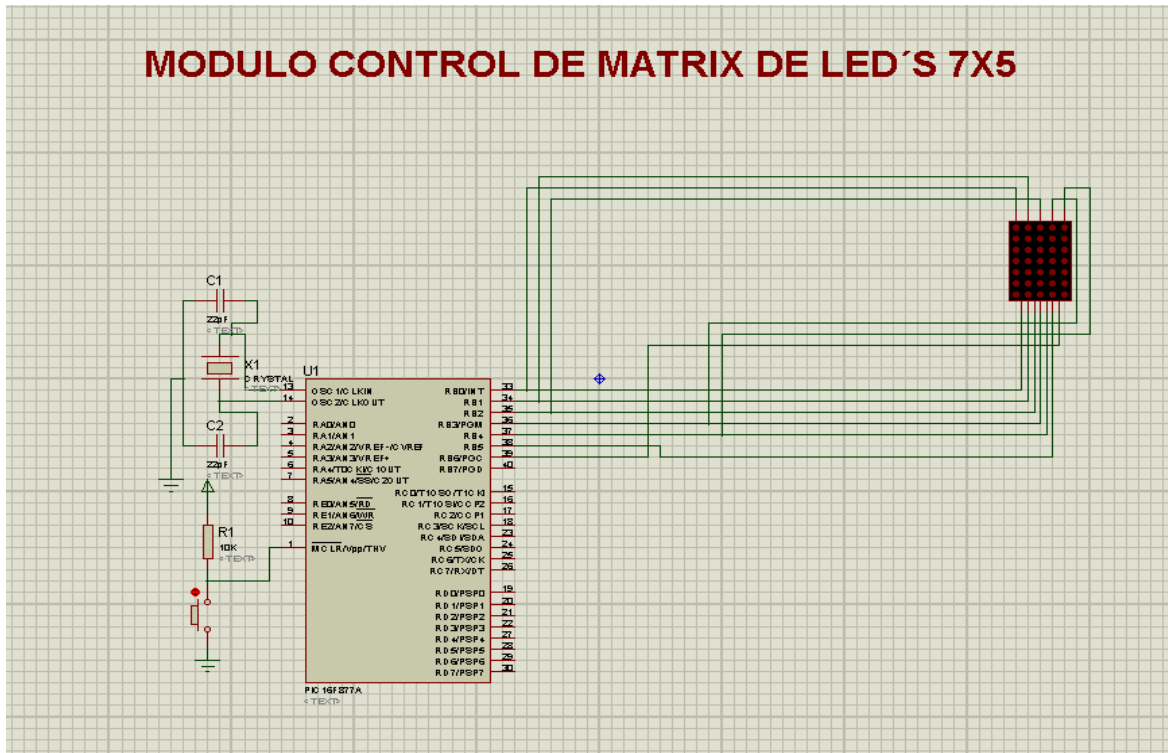 MODULO CONTROL DE MATRIX DE LED´S 7X5
C1
22pF
<TEXT>
X1
CRYSTAL
<TEXT>
C2
22pF
<TEXT>
R1
10K
<TEXT>
U1
13 OSC1/CLKIN
14 OSC2/CLKOUT
2 RA0/AN0
3 RA1/AN1
4 RA2/AN2/VREF-/CVREF
5 RA3/AN3/VREF+
6 RA4/T0CKI/C1OUT
7 RA5/AN4/SS/C2OUT
8 RE0/AN5/RD
9 RE1/AN6/WR
10 RE2/AN7/CS
1 MCLR/Vpp/THV
RB0/INT 33
RB1 34
RB2 35
RB3/PGM 36
RB4 37
RB5 38
RB6/PGC 39
RB7/PGD 40
RC0/T1OSO/T1CKI 15
RC1/T1OSI/CCP2 16
RC2/CCP1 17
RC3/SCK/SCL 18
RC4/SDI/SDA 23
RC5/SDO 24
RC6/TX/CK 25
RC7/RX/DT 26
RD0/PSP0 19
RD1/PSP1 20
RD2/PSP2 21
RD3/PSP3 22
RD4/PSP4 27
RD5/PSP5 28
RD6/PSP6 29
RD7/PSP7 30
PIC16F877A
<TEXT>